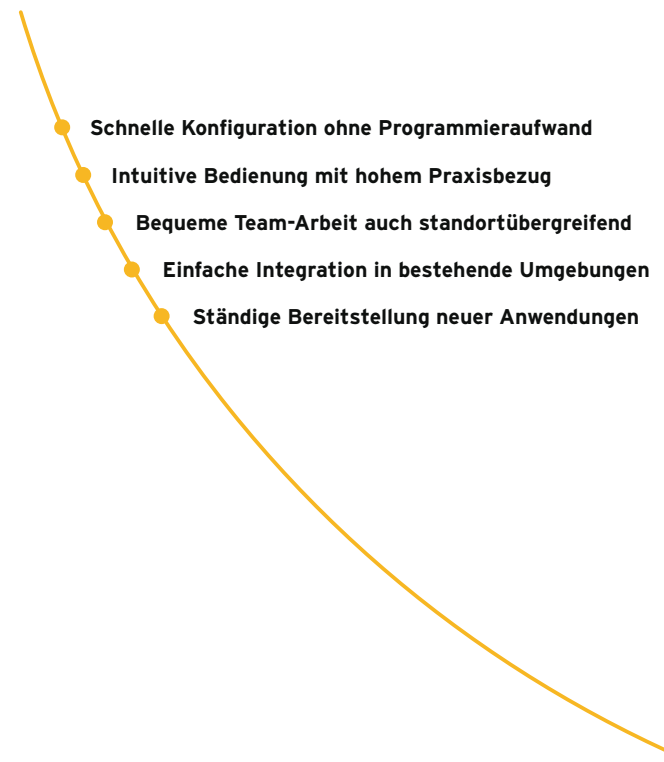 Schnelle Konfiguration ohne Programmieraufwand
Intuitive Bedienung mit hohem Praxisbezug
Bequeme Team-Arbeit auch standortübergreifend
Einfache Integration in bestehende Umgebungen
Ständige Bereitstellung neuer Anwendungen